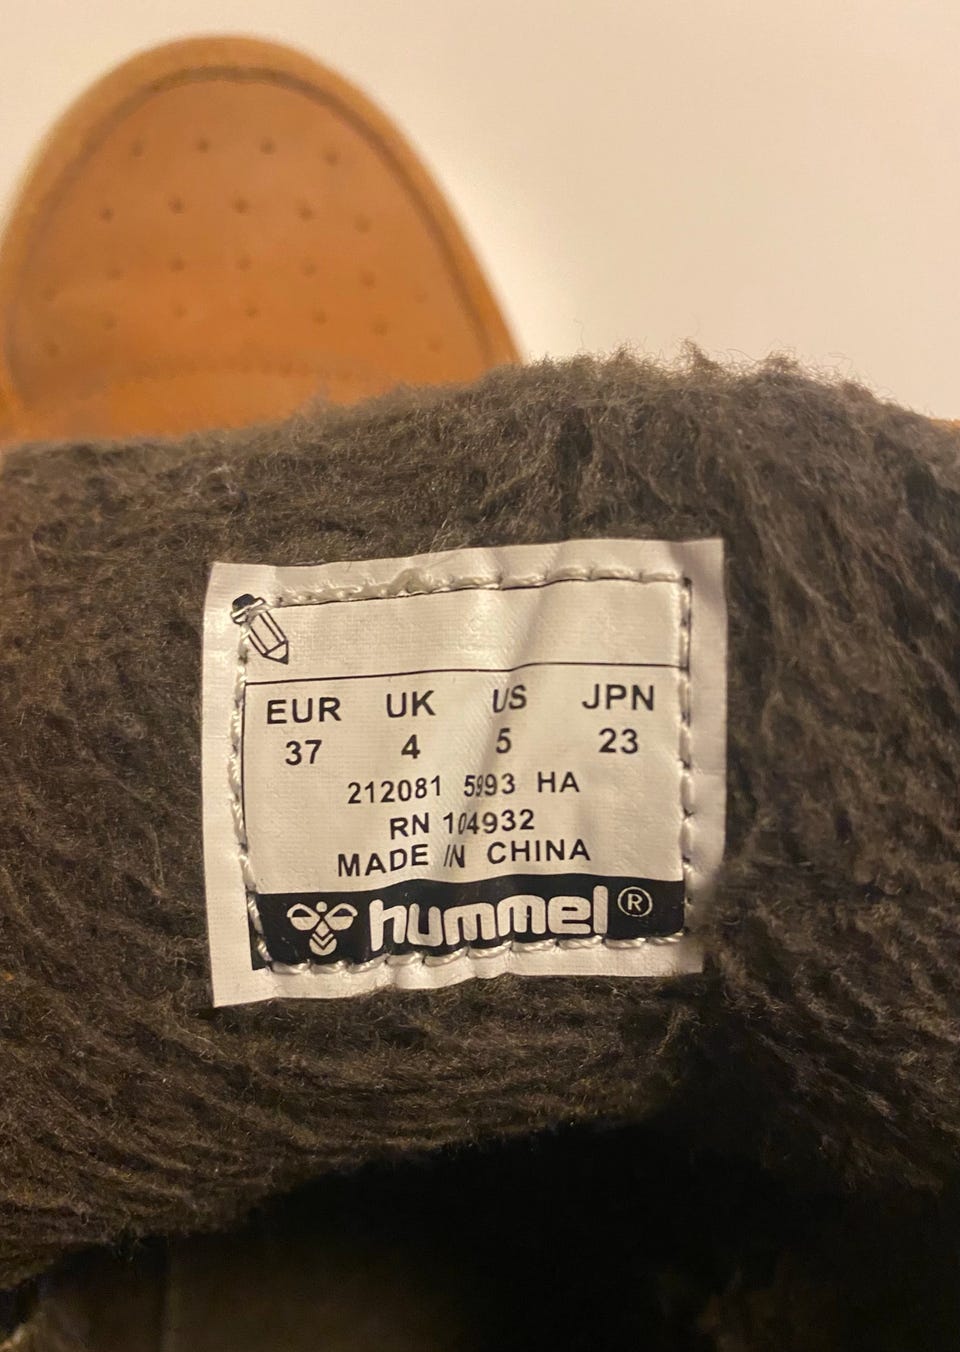 EUR UK US JPN
37 4 5 23
212081 5993 HA
RN 104932
MADE IN CHINA
hummel®